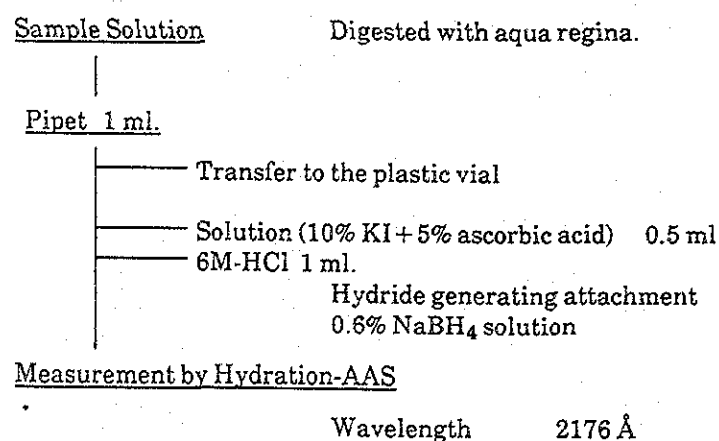 Sample Solution Digested with aqua regina.
Pipet 1 ml.
Transfer to the plastic vial
Solution (10% KI + 5% ascorbic acid) 0.5 ml
6M-HCl 1 ml.
Hydride generating attachment
0.6% NaBH4 solution
Measurement by Hydration-AAS
Wavelength 2176 Å